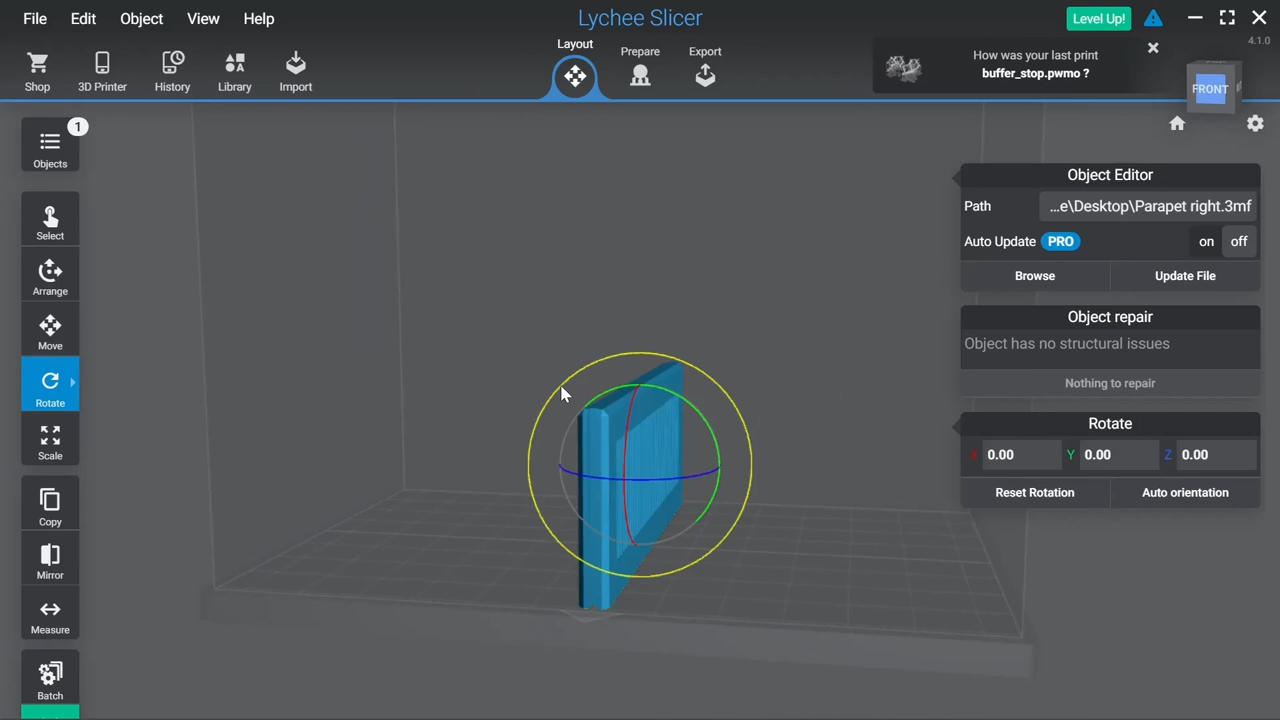 File Edit Object View Help
Lychee Slicer
Level Up!
4.1.0
Shop 3D Printer History Library Import
Layout Prepare Export
How was your last print
buffer_stop.pwmo ?
FRONT
1
Objects
Select
Arrange
Move
Rotate
Scale
Copy
Mirror
Measure
Batch
Object Editor
Path ...e\Desktop\Parapet right.3mf
Auto Update PRO on off
Browse Update File
Object repair
Object has no structural issues
Nothing to repair
Rotate
X 0.00 Y 0.00 Z 0.00
Reset Rotation Auto orientation